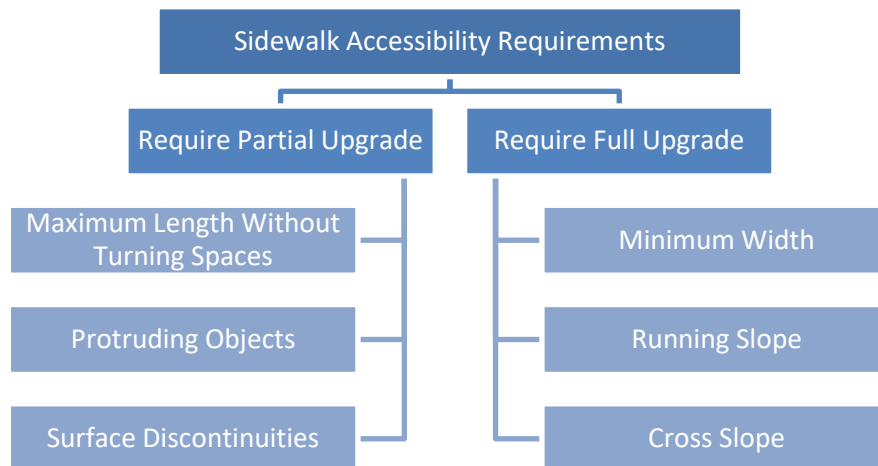 Sidewalk Accessibility Requirements
Require Partial Upgrade
Require Full Upgrade
Maximum Length Without
Turning Spaces
Minimum Width
Protruding Objects
Running Slope
Surface Discontinuities
Cross Slope